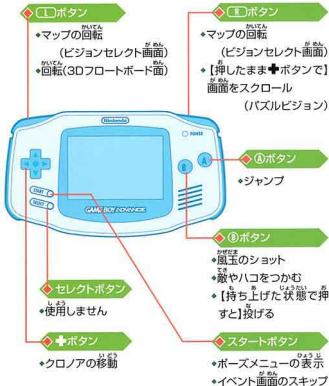 Lボタン
◆マップの回転
(ビジョンセレクト画面)
◆回転(3Dフロートボード面)
Rボタン
◆マップの回転
(ビジョンセレクト画面)
◆【押したまま✚ボタンで】
画面をスクロール
(パズルビジョン)
Nintendo
POWER
A
B
START
SELECT
GAME BOY ADVANCE
Ⓐボタン
◆ジャンプ
Ⓑボタン
◆風玉のショット
◆敵やハコをつかむ
◆【持ち上げた状態で押
すと】投げる
セレクトボタン
◆使用しません
✚ボタン
◆クロノアの移動
スタートボタン
◆ポーズメニューの表示
◆イベント画面のスキップ